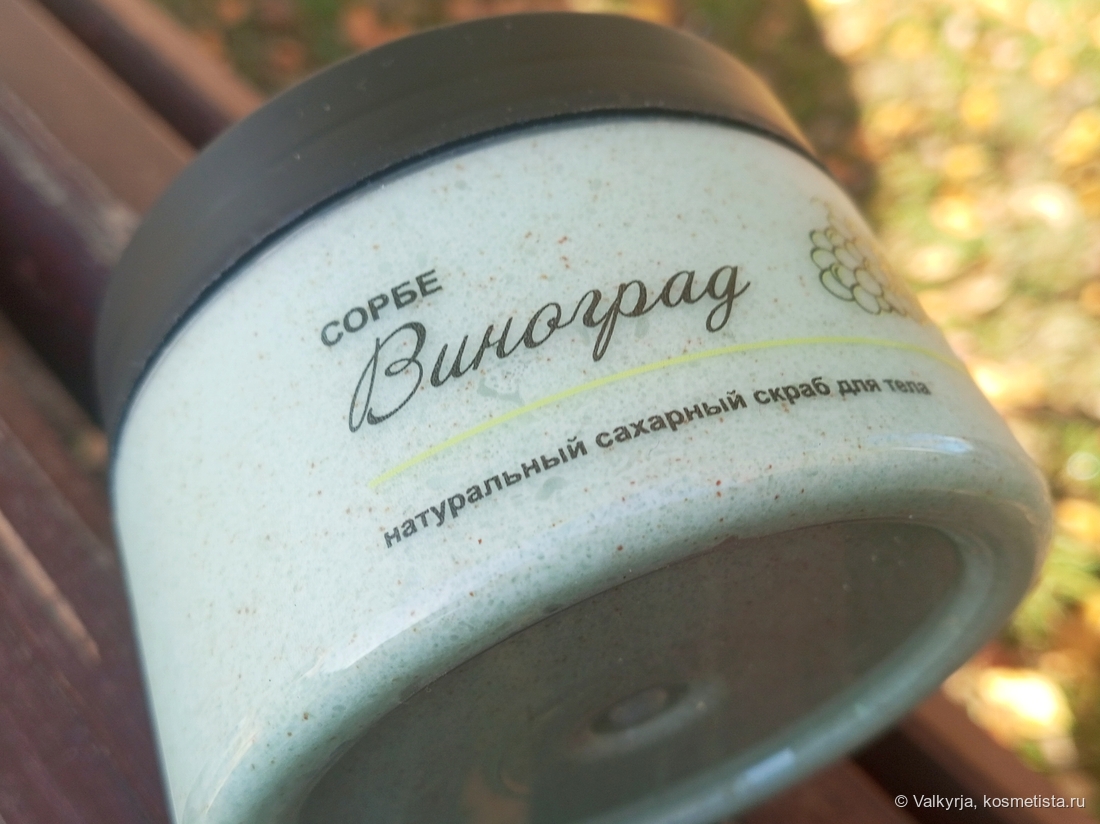 СОРБЕ
Виноград
натуральный сахарный скраб для тела
© Valkyrja, kosmetista.ru